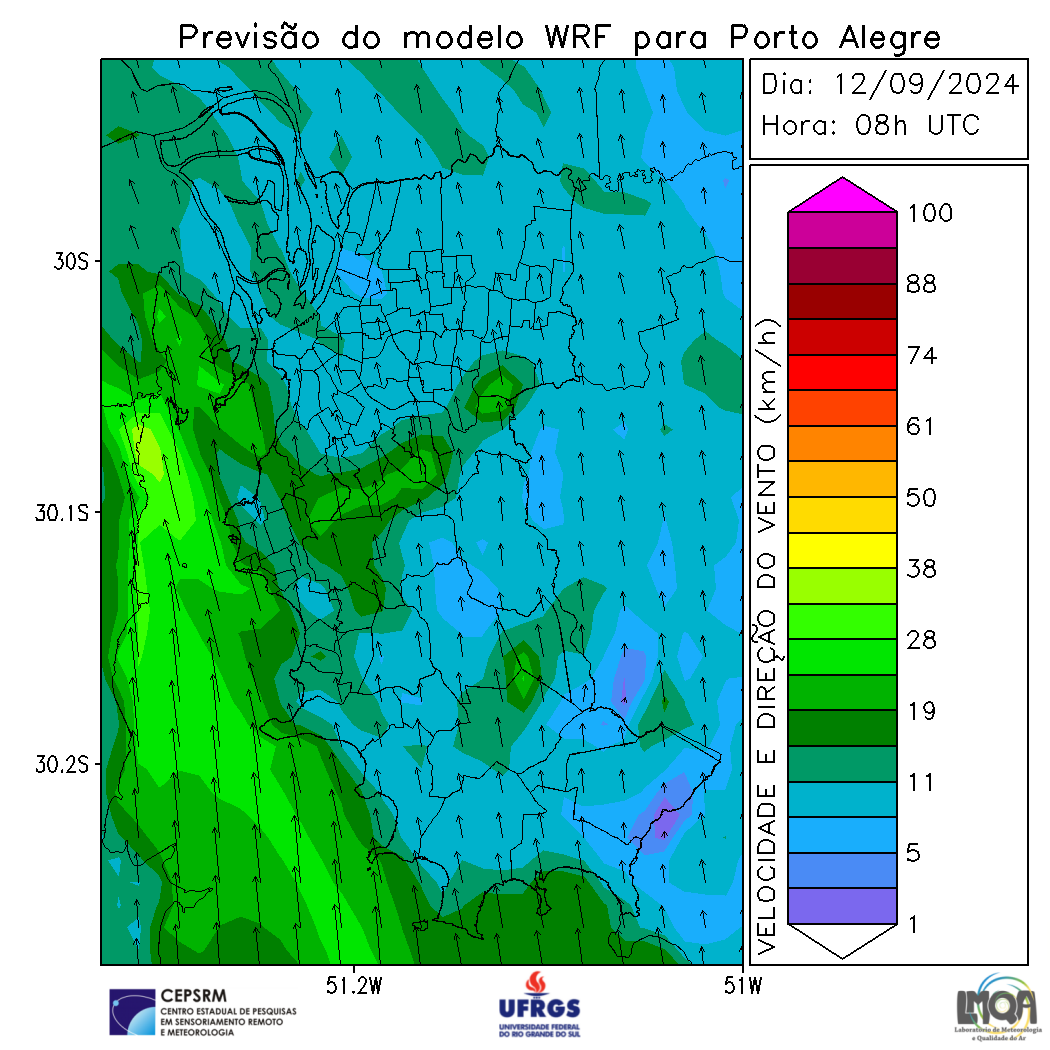 Previsão do modelo WRF para Porto Alegre
Dia: 12/09/2024
Hora: 08h UTC
30S
30.1S
30.2S
51.2W
51W
VELOCIDADE E DIREÇÃO DO VENTO (km/h)
100
88
74
61
50
38
28
19
11
5
1
CEPSRM
CENTRO ESTADUAL DE PESQUISAS
EM SENSORIAMENTO REMOTO
E METEOROLOGIA
UFRGS
UNIVERSIDADE FEDERAL
DO RIO GRANDE DO SUL
LMQA
Laboratório de Meteorologia
e Qualidade do Ar